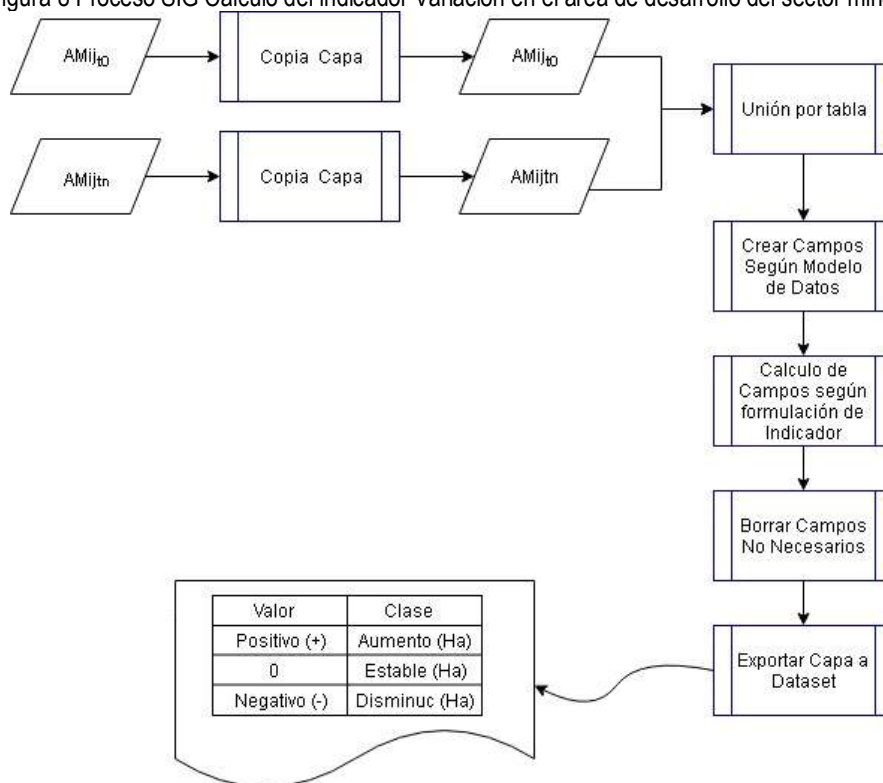 Proceso SIG Calculo del Indicador Variación en el área de desarrollo del sector
AMijt0
Copia Capa
AMijt0
Unión por tabla
AMijtn
Copia Capa
AMijtn
Crear Campos
Según Modelo
de Datos
Calculo de
Campos según
formulación de
Indicador
Borrar Campos
No Necesarios
Exportar Capa a
Dataset
Valor Clase
Positivo (+) Aumento (Ha)
0 Estable (Ha)
Negativo (-) Disminuc (Ha)